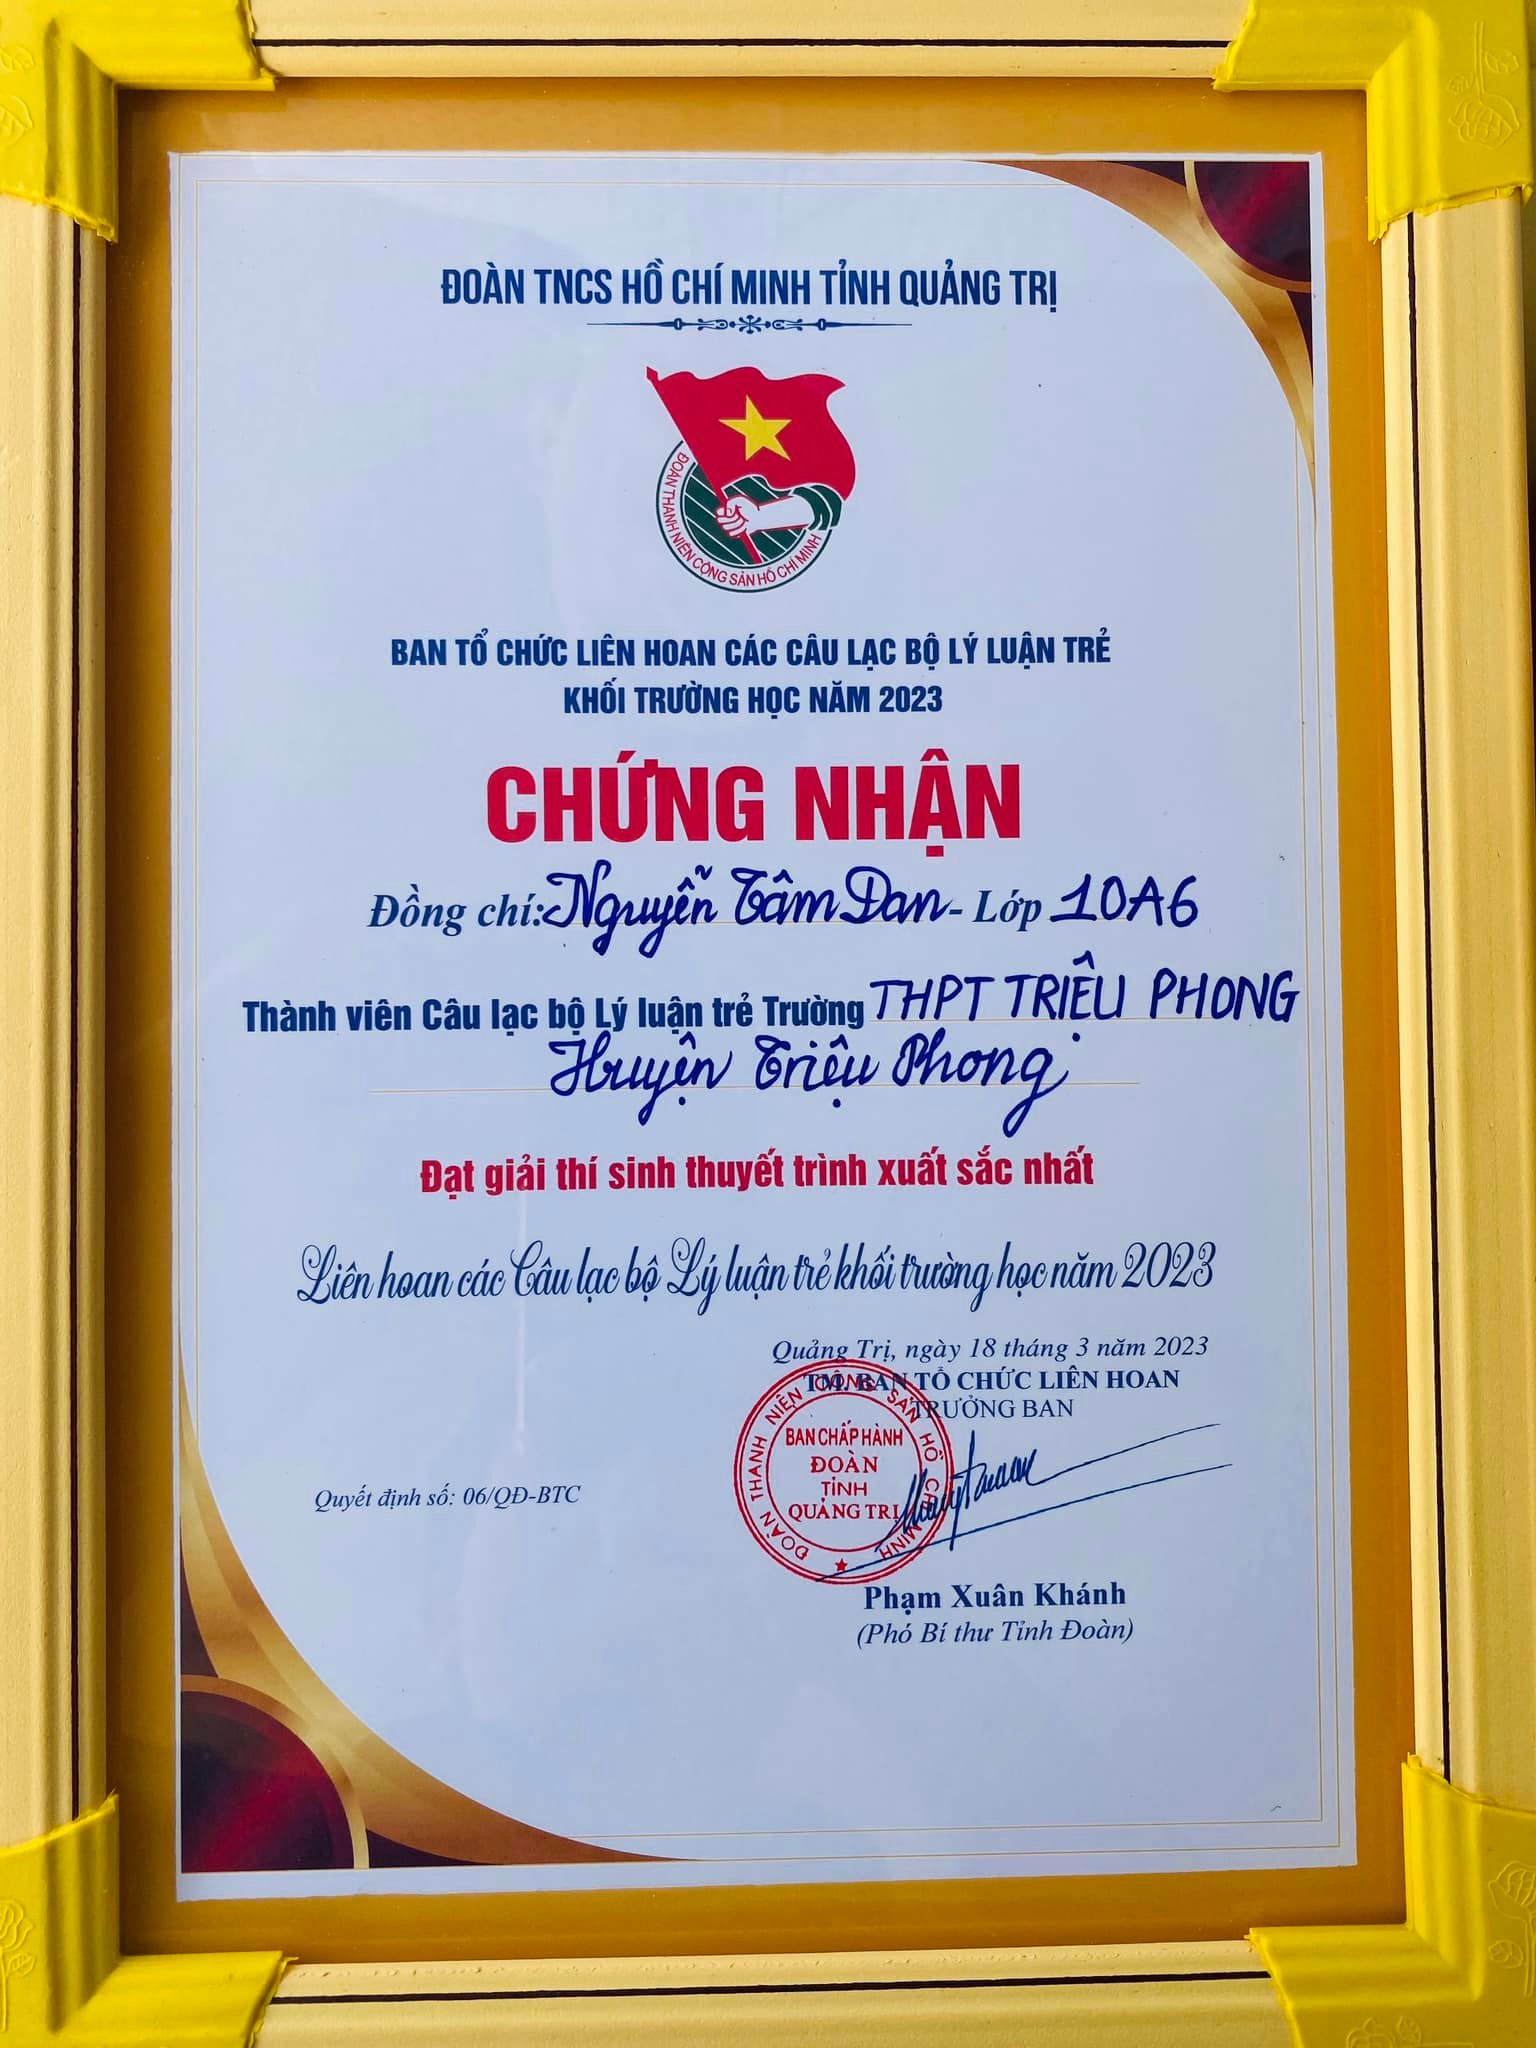 ĐOÀN TNCS HỒ CHÍ MINH TỈNH QUẢNG TRỊ
ĐOÀN THANH NIÊN CỘNG SẢN HỒ CHÍ MINH
BAN TỔ CHỨC LIÊN HOAN CÁC CÂU LẠC BỘ LÝ LUẬN TRẺ
KHỐI TRƯỜNG HỌC NĂM 2023
CHỨNG NHẬN
Đồng chí: Nguyễn Tâm Đan - Lớp 10A6
Thành viên Câu lạc bộ Lý luận trẻ Trường THPT TRIỆU PHONG
Huyện Triệu Phong
Đạt giải thí sinh thuyết trình xuất sắc nhất
Liên hoan các Câu lạc bộ Lý luận trẻ khối trường học năm 2023
Quảng Trị, ngày 18 tháng 3 năm 2023
TM. BAN TỔ CHỨC LIÊN HOAN
TRƯỞNG BAN
ĐOÀN THANH NIÊN CỘNG SẢN HỒ CHÍ MINH
BAN CHẤP HÀNH
ĐOÀN
TỈNH
QUẢNG TRỊ
Quyết định số: 06/QĐ-BTC
Phạm Xuân Khánh
(Phó Bí thư Tỉnh Đoàn)